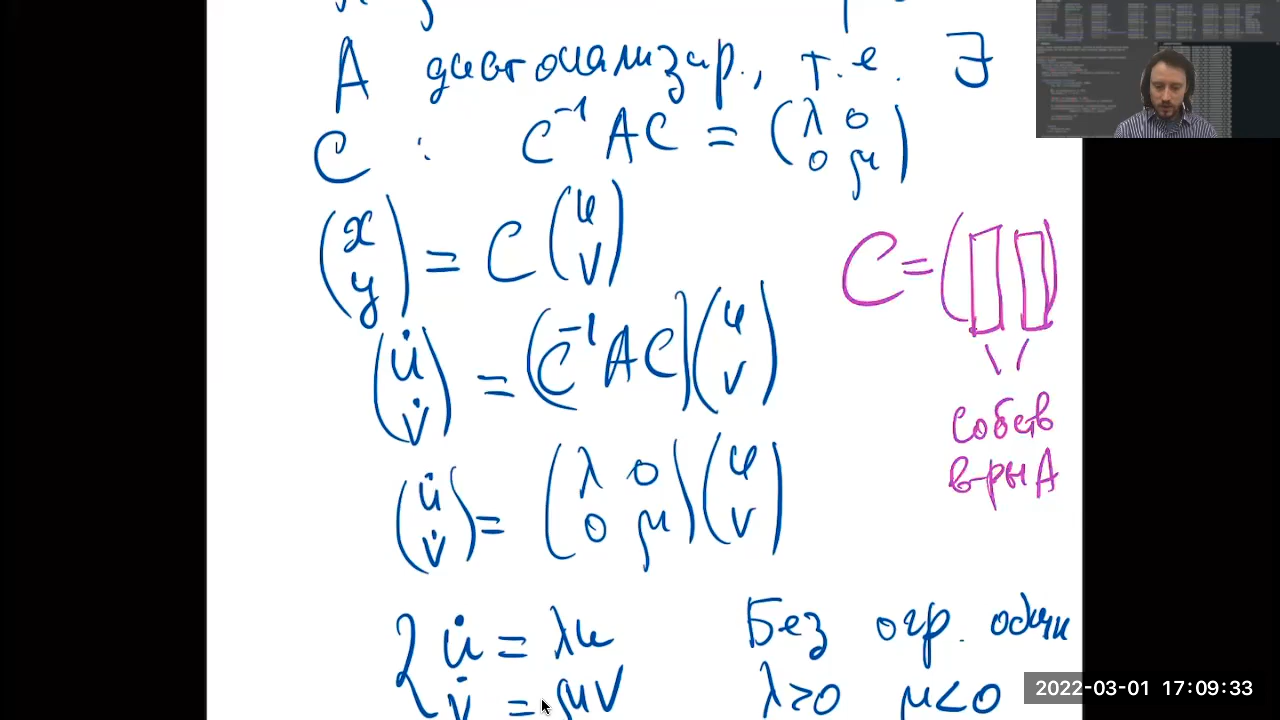 А диагонализир., т.е. ∃
C : C⁻¹AC = (λ 0
0 μ)
(x
y) = C (u
v)
C = (▯ ▯)
собств
в-ры A
(u̇
v̇) = (C⁻¹AC)(u
v)
(u̇
v̇) = (λ 0
0 μ)(u
v)
{ u̇ = λu
v̇ = μv
Без огр. общн
λ>0 μ<0
2022-03-01 17:09:33